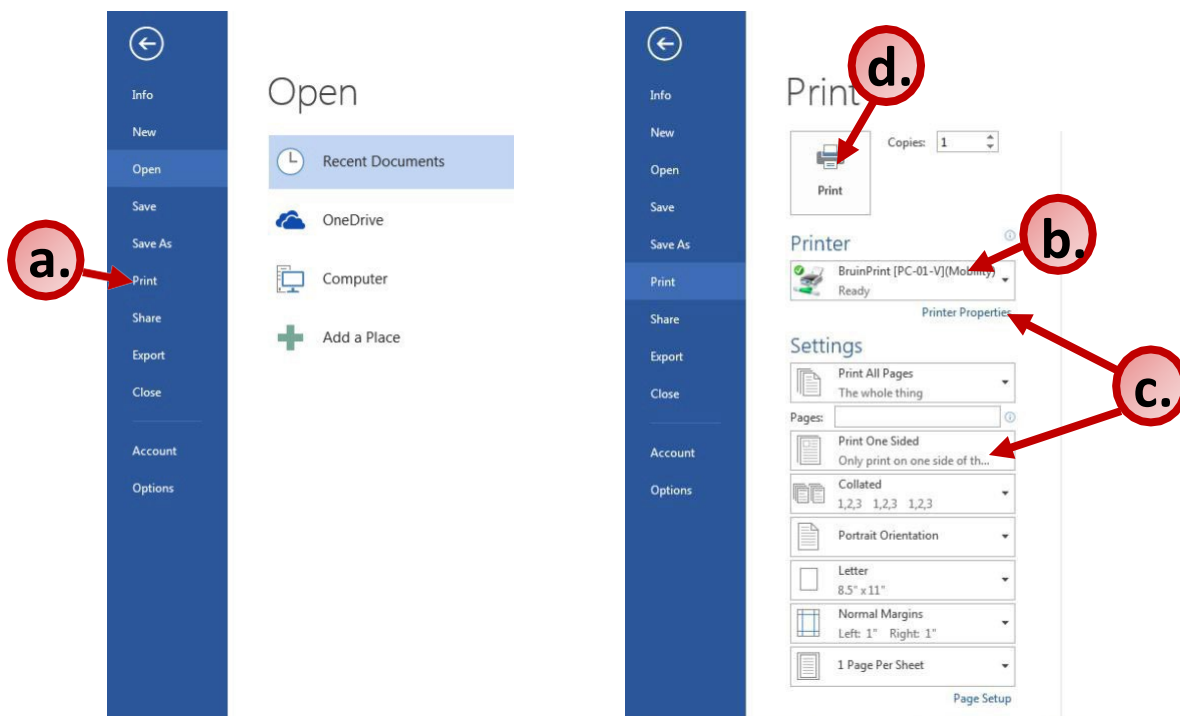 Open
Info
New
Open
Save
Save As
Print
Share
Export
Close
Account
Options
Recent Documents
OneDrive
Computer
Add a Place
a.
Info
New
Open
Save
Save As
Print
Share
Export
Close
Account
Options
Print
d.
Copies: 1
Print
Printer
b.
BruinPrint [PC-01-V](Mobility)
Ready
Printer Properties
c.
Settings
Print All Pages
The whole thing
Pages:
Print One Sided
Only print on one side of th...
Collated
1,2,3 1,2,3 1,2,3
Portrait Orientation
Letter
8.5" x 11"
Normal Margins
Left: 1" Right: 1"
1 Page Per Sheet
Page Setup